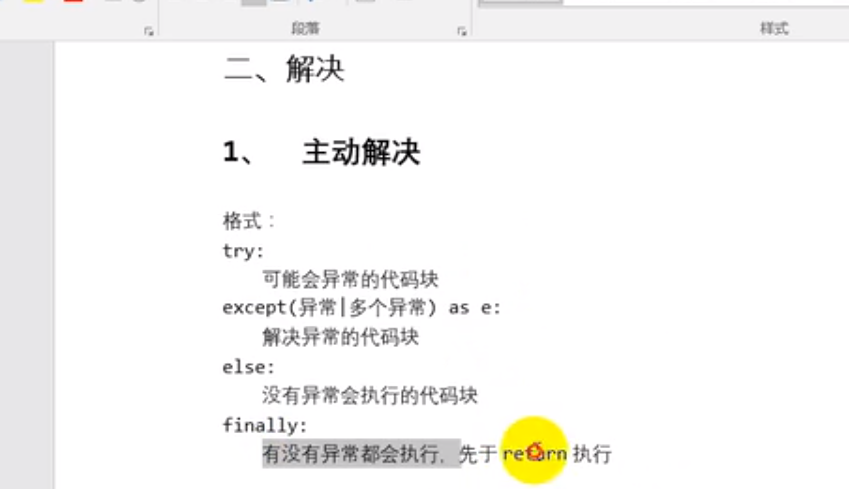 段落
样式
二、解决
1、 主动解决
格式：
try:
可能会异常的代码块
except(异常|多个异常) as e:
解决异常的代码块
else:
没有异常会执行的代码块
finally:
有没有异常都会执行，先于 return 执行